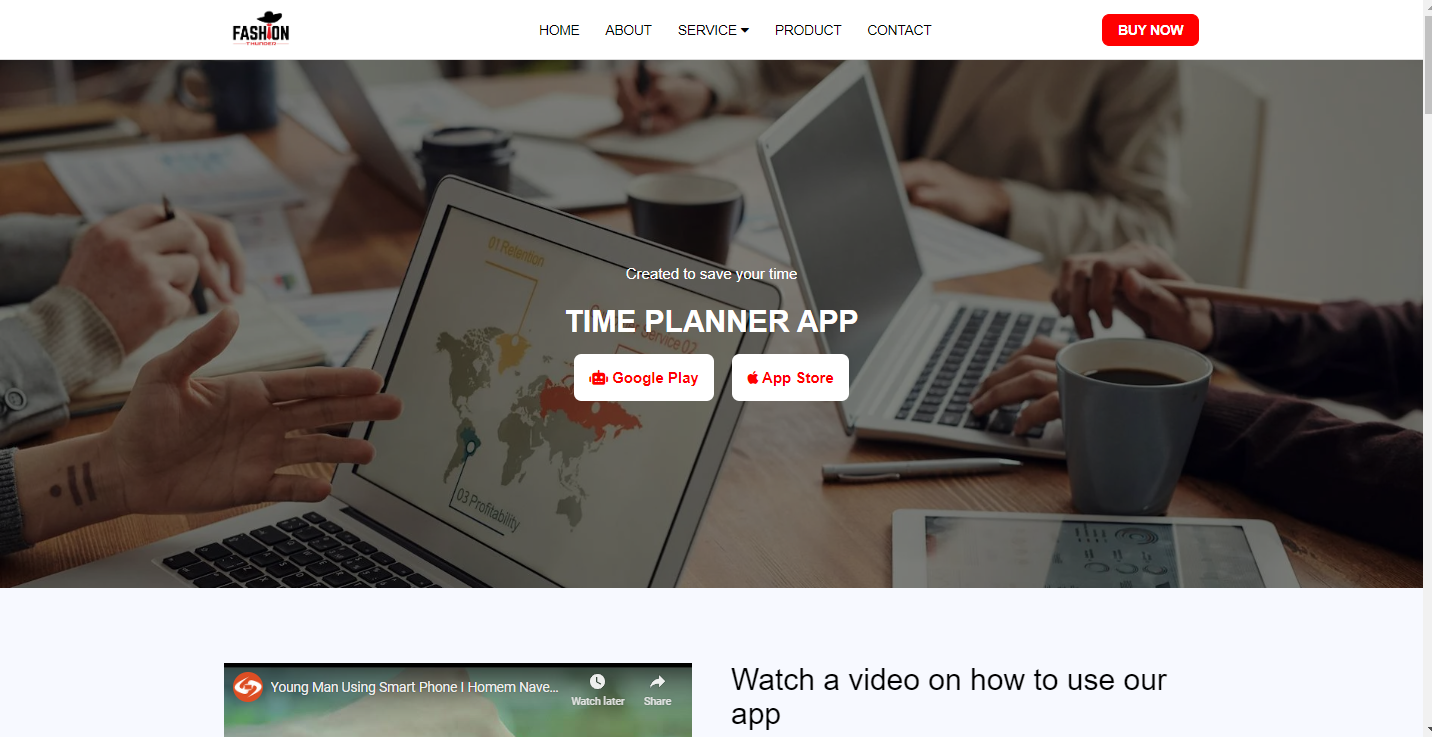 FASHION
THUNDER
HOME ABOUT SERVICE PRODUCT CONTACT
BUY NOW
01 Retention
Service 02
Created to save your time
TIME PLANNER APP
Google Play
App Store
03 Profitability
Young Man Using Smart Phone I Homem Nave...
Watch later
Share
Watch a video on how to use our
app